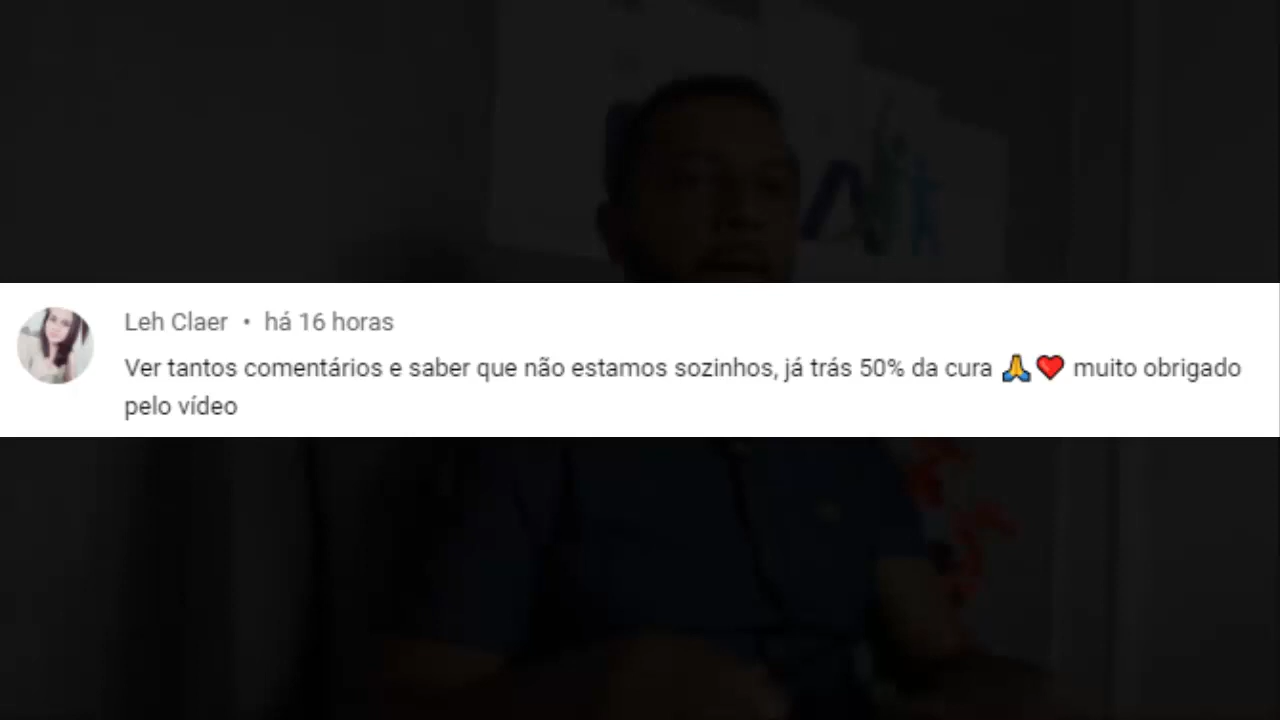 Leh Claer • há 16 horas
Ver tantos comentários e saber que não estamos sozinhos, já trás 50% da cura 🙏❤️ muito obrigado
pelo vídeo